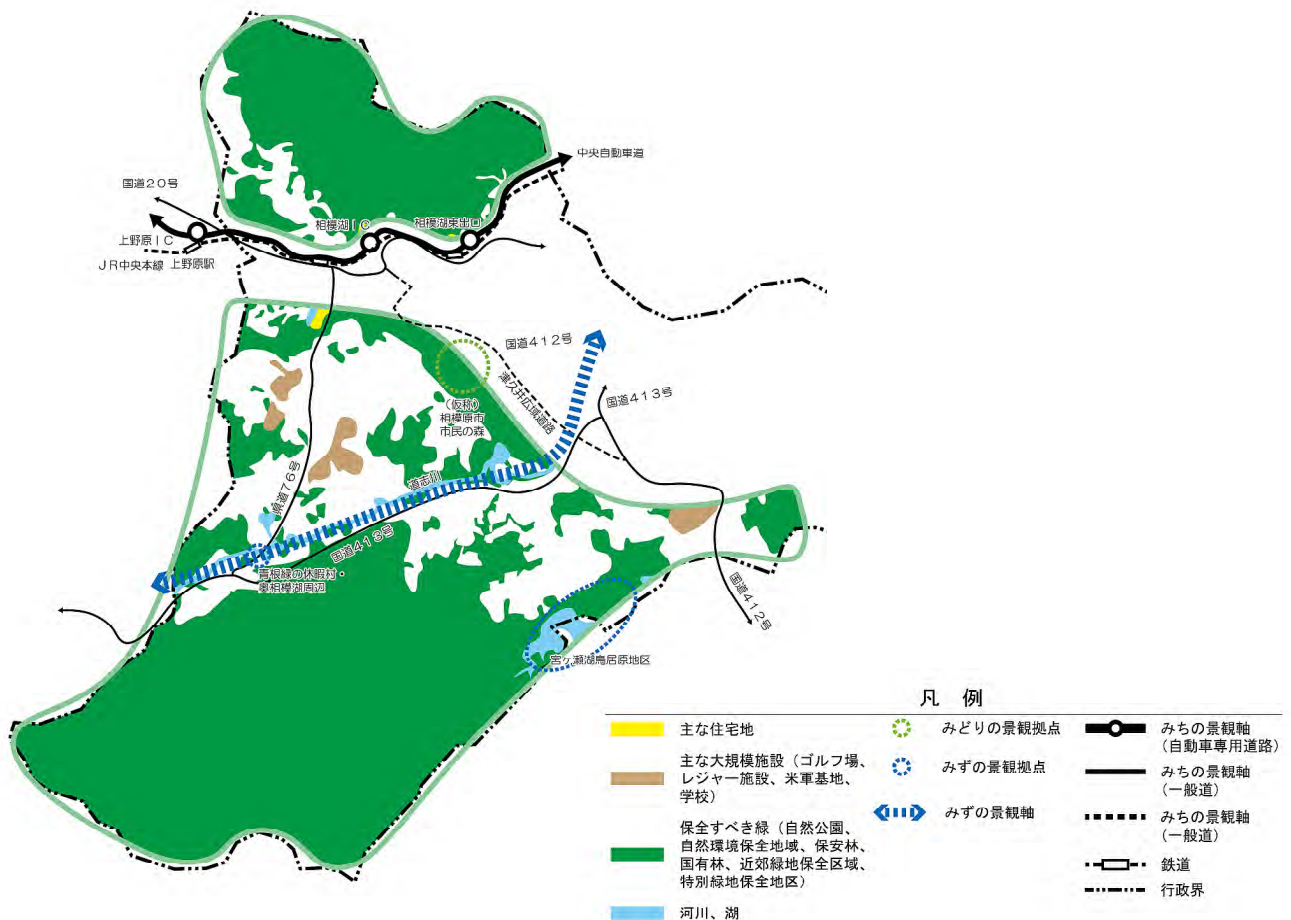 中央自動車道
国道20号
相模湖IC
相模湖東出口
上野原IC
JR中央本線 上野原駅
国道412号
津久井広域道路
国道413号
(仮称)
相模原市
市民の森
県道76号
道志川
国道413号
青根緑の休暇村・
奥相模湖周辺
国道412号
宮ヶ瀬湖鳥居原地区
凡 例
主な住宅地
主な大規模施設(ゴルフ場、
レジャー施設、米軍基地、
学校)
保全すべき緑(自然公園、
自然環境保全地域、保安林、
国有林、近郊緑地保全区域、
特別緑地保全地区)
河川、湖
みどりの景観拠点
みずの景観拠点
みずの景観軸
みちの景観軸
(自動車専用道路)
みちの景観軸
(一般道)
みちの景観軸
(一般道)
鉄道
行政界